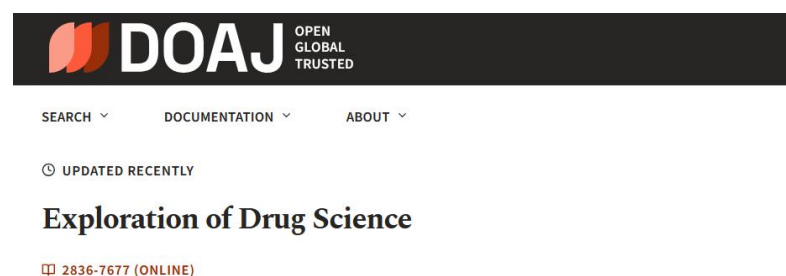 DOAJ
OPEN
GLOBAL
TRUSTED
SEARCH
DOCUMENTATION
ABOUT
UPDATED RECENTLY
Exploration of Drug Science
2836-7677 (ONLINE)